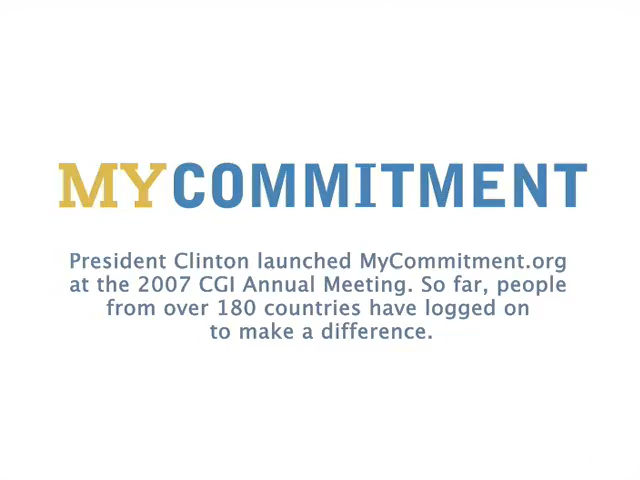 MYCOMMITMENT
President Clinton launched MyCommitment.org
at the 2007 CGI Annual Meeting. So far, people
from over 180 countries have logged on
to make a difference.